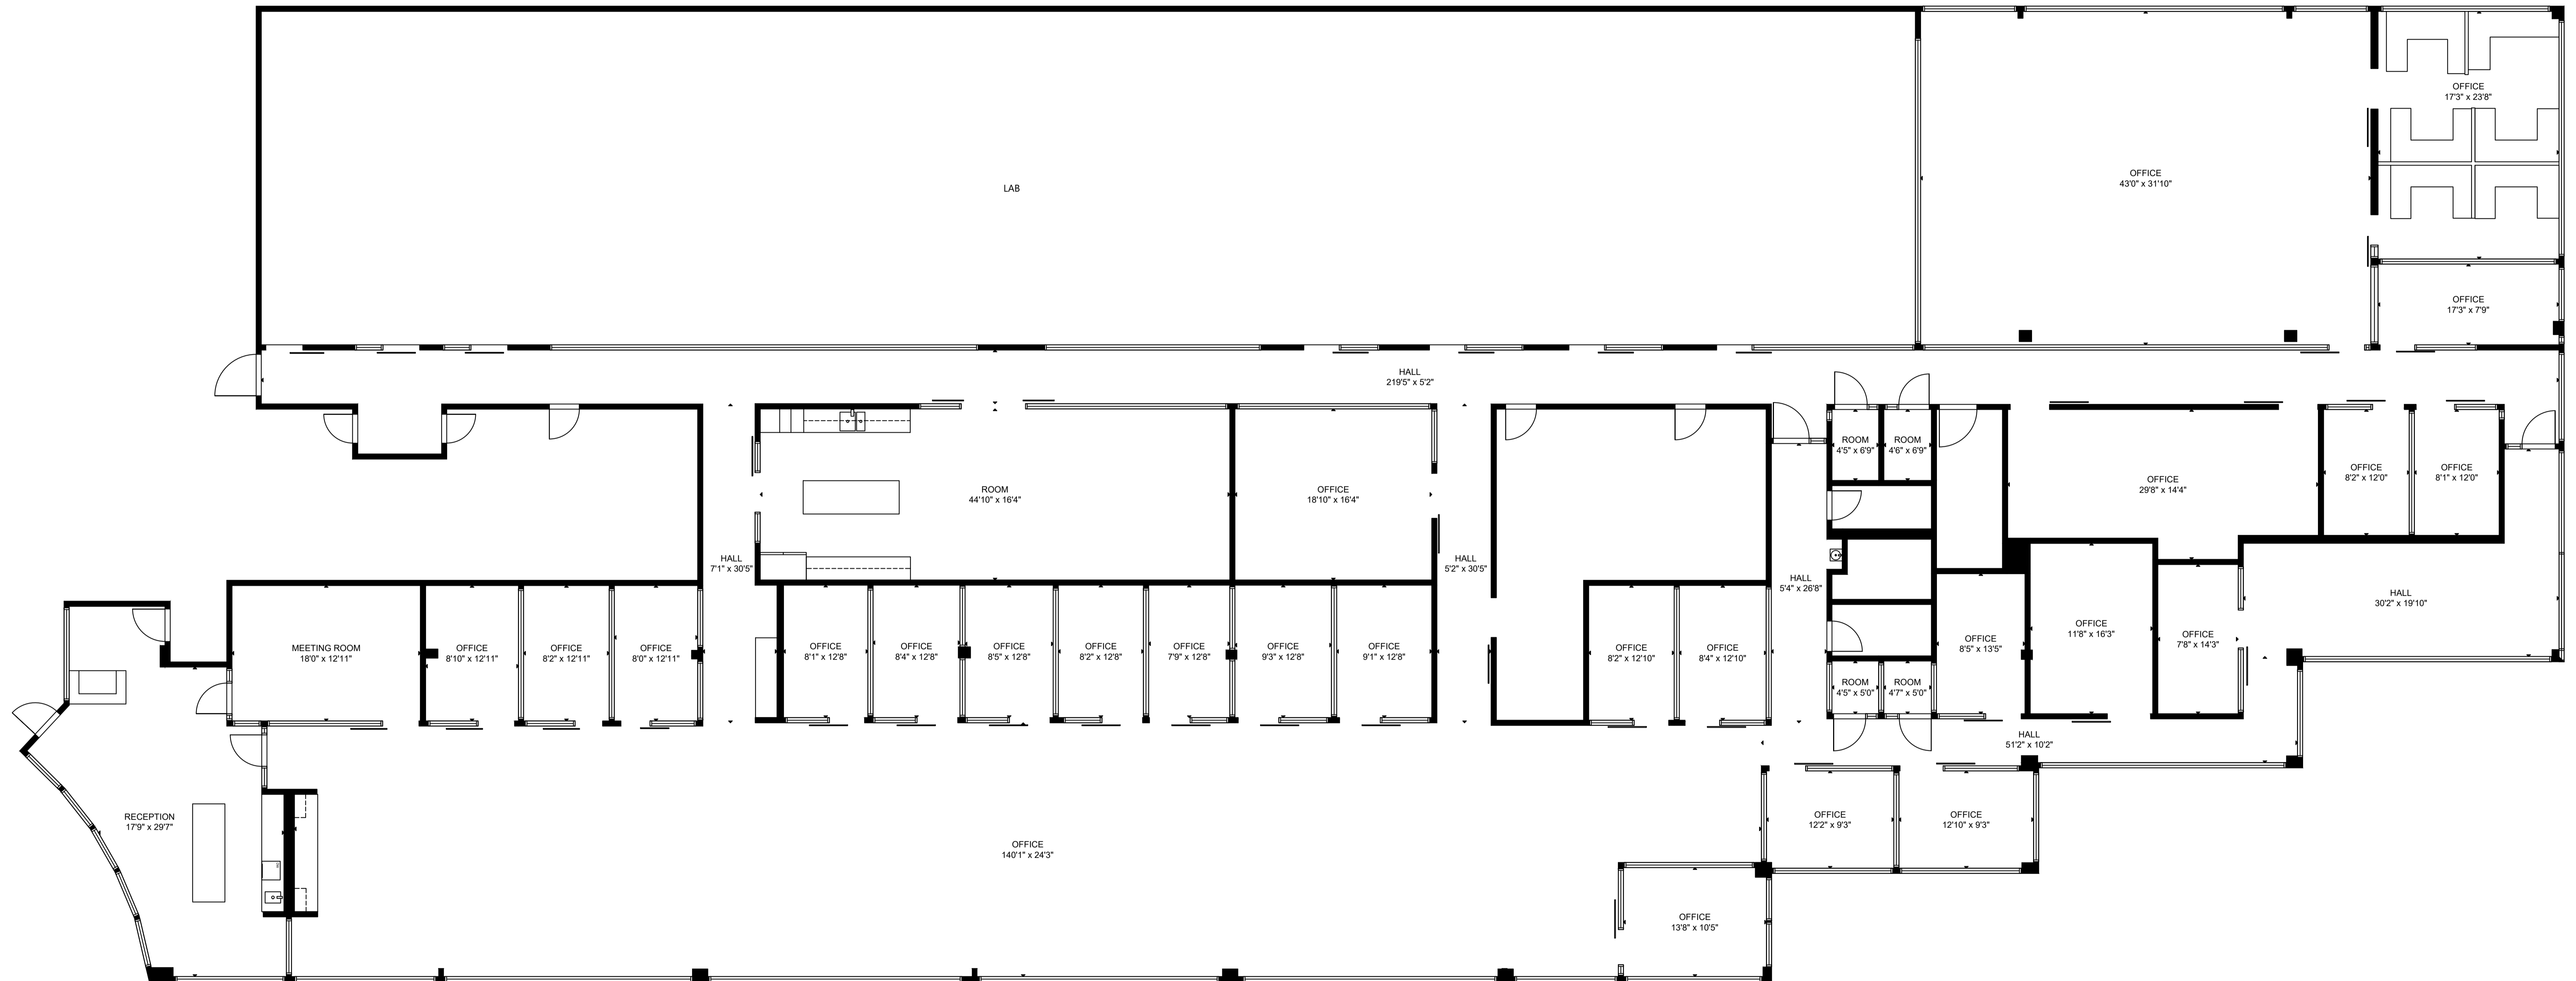 OFFICE
17'3" x 23'8"
OFFICE
43'0" x 31'10"
LAB
OFFICE
17'3" x 7'9"
HALL
219'5" x 5'2"
ROOM
4'5" x 6'9"
ROOM
4'6" x 6'9"
ROOM
44'10" x 16'4"
OFFICE
18'10" x 16'4"
OFFICE
29'8" x 14'4"
OFFICE
8'2" x 12'0"
OFFICE
8'1" x 12'0"
HALL
7'1" x 30'5"
HALL
5'2" x 30'5"
HALL
5'4" x 26'8"
HALL
30'2" x 19'10"
MEETING ROOM
18'0" x 12'11"
OFFICE
8'10" x 12'11"
OFFICE
8'2" x 12'11"
OFFICE
8'0" x 12'11"
OFFICE
8'1" x 12'8"
OFFICE
8'4" x 12'8"
OFFICE
8'5" x 12'8"
OFFICE
8'2" x 12'8"
OFFICE
7'9" x 12'8"
OFFICE
9'3" x 12'8"
OFFICE
9'1" x 12'8"
OFFICE
8'2" x 12'10"
OFFICE
8'4" x 12'10"
OFFICE
8'5" x 13'5"
OFFICE
11'8" x 16'3"
OFFICE
7'8" x 14'3"
ROOM
4'5" x 5'0"
ROOM
4'7" x 5'0"
HALL
51'2" x 10'2"
RECEPTION
17'9" x 29'7"
OFFICE
12'2" x 9'3"
OFFICE
12'10" x 9'3"
OFFICE
140'1" x 24'3"
OFFICE
13'8" x 10'5"